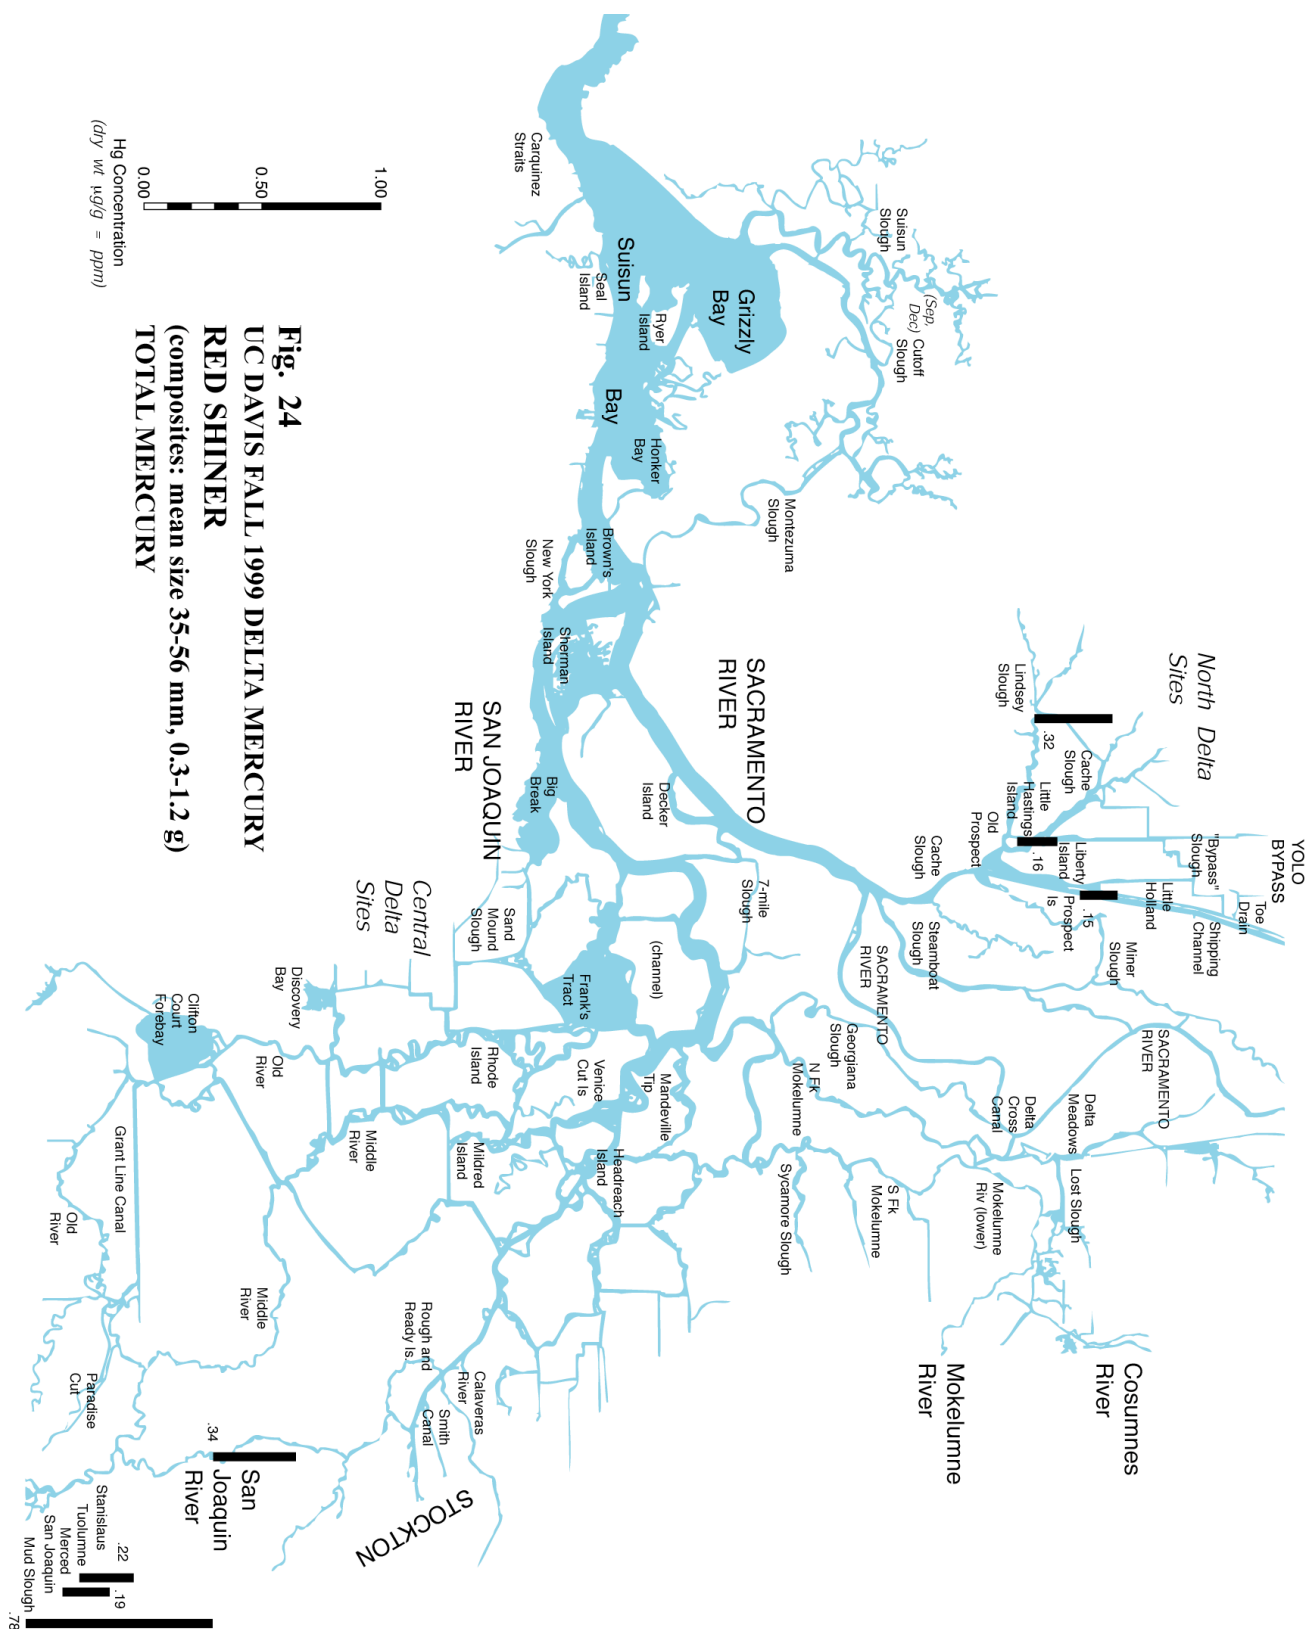 YOLO
BYPASS
Toe
Drain
Shipping
Channel
"Bypass"
Slough
North Delta
Sites
Little
Holland
Miner
Slough
SACRAMENTO
RIVER
Cosumnes
River
Cache
Slough
Liberty
Island
Prospect
Is
.15
Delta
Meadows
Lost Slough
Little
Hastings
Island
.16
.32
Lindsey
Slough
Old
Prospect
Delta
Cross
Canal
Mokelumne
Riv (lower)
Mokelumne
River
Cache
Slough
Steamboat
Slough
(Sep,
Dec)
Cutoff
Slough
Suisun
Slough
SACRAMENTO
RIVER
S Fk
Mokelumne
Georgiana
Slough
N Fk
Mokelumne
Sycamore Slough
Montezuma
Slough
SACRAMENTO
RIVER
7-mile
Slough
Grizzly
Bay
Decker
Island
(channel)
Mandeville
Tip
Ryer
Island
Honker
Bay
Suisun
Bay
Seal
Island
Brown's
Island
Sherman
Island
Frank's
Tract
Venice
Cut Is
Headreach
Island
Carquinez
Straits
New York
Slough
Big
Break
SAN JOAQUIN
RIVER
Sand
Mound
Slough
Rhode
Island
Mildred
Island
Calaveras
River
Smith
Canal
STOCKTON
Rough and
Ready Is.
Central
Delta
Sites
Middle
River
Discovery
Bay
Old
River
Middle
River
Clifton
Court
Forebay
Grant Line Canal
Old
River
Paradise
Cut
San
Joaquin
River
.34
Stanislaus
Tuolumne
Merced
San Joaquin
Mud Slough
.22
.19
.78
1.00
0.50
0.00
Hg Concentration
(dry wt µg/g = ppm)
Fig. 24
UC DAVIS FALL 1999 DELTA MERCURY
RED SHINER
(composites: mean size 35-56 mm, 0.3-1.2 g)
TOTAL MERCURY